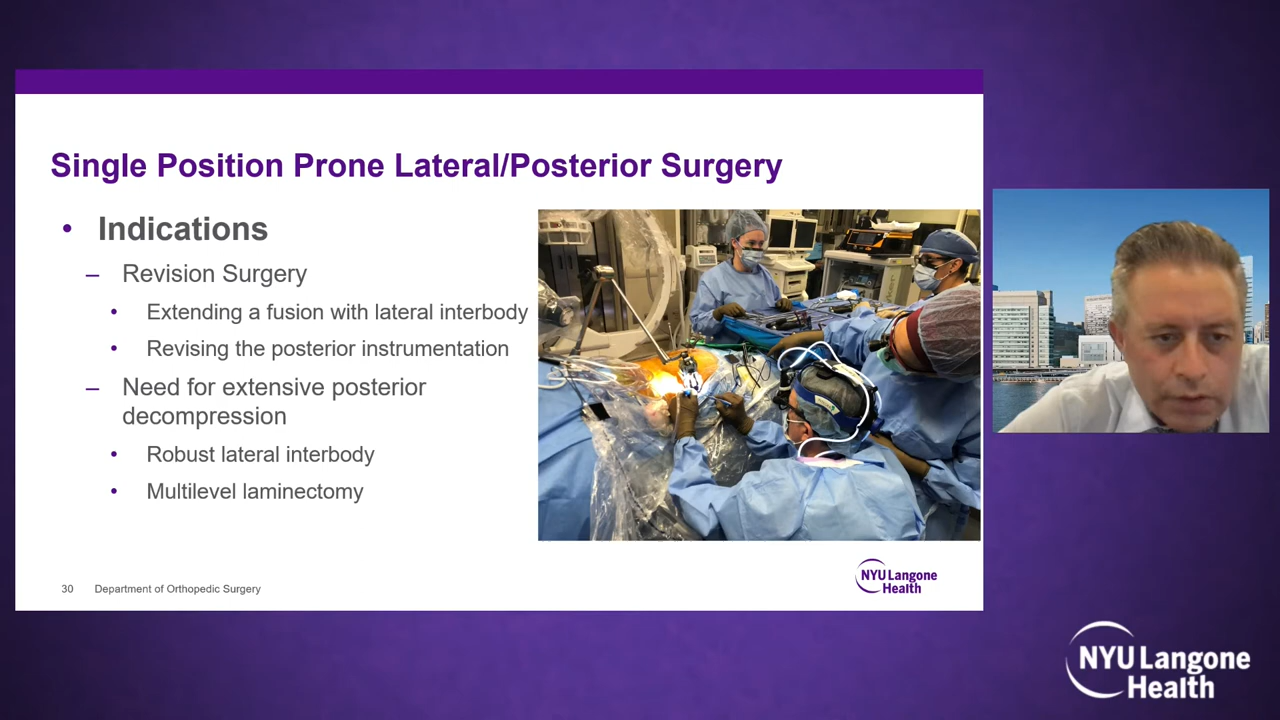 Single Position Prone Lateral/Posterior Surgery
• Indications
– Revision Surgery
• Extending a fusion with lateral interbody
• Revising the posterior instrumentation
– Need for extensive posterior
decompression
• Robust lateral interbody
• Multilevel laminectomy
30 Department of Orthopedic Surgery
NYU Langone
Health
NYU Langone
Health